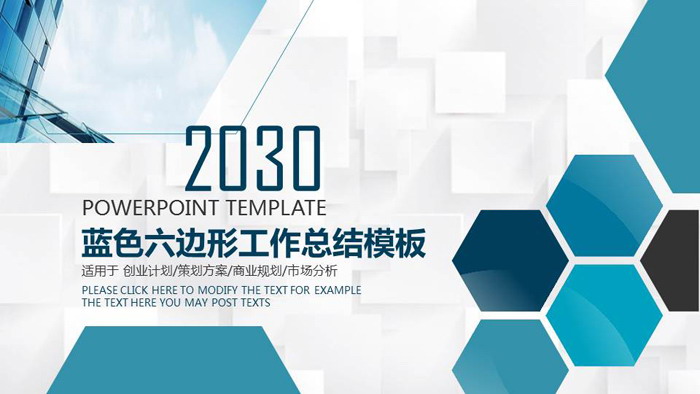 2030
POWERPOINT TEMPLATE
蓝色六边形工作总结模板
适用于 创业计划/策划方案/商业规划/市场分析
PLEASE CLICK HERE TO MODIFY THE TEXT FOR EXAMPLE
THE TEXT HERE YOU MAY POST TEXTS